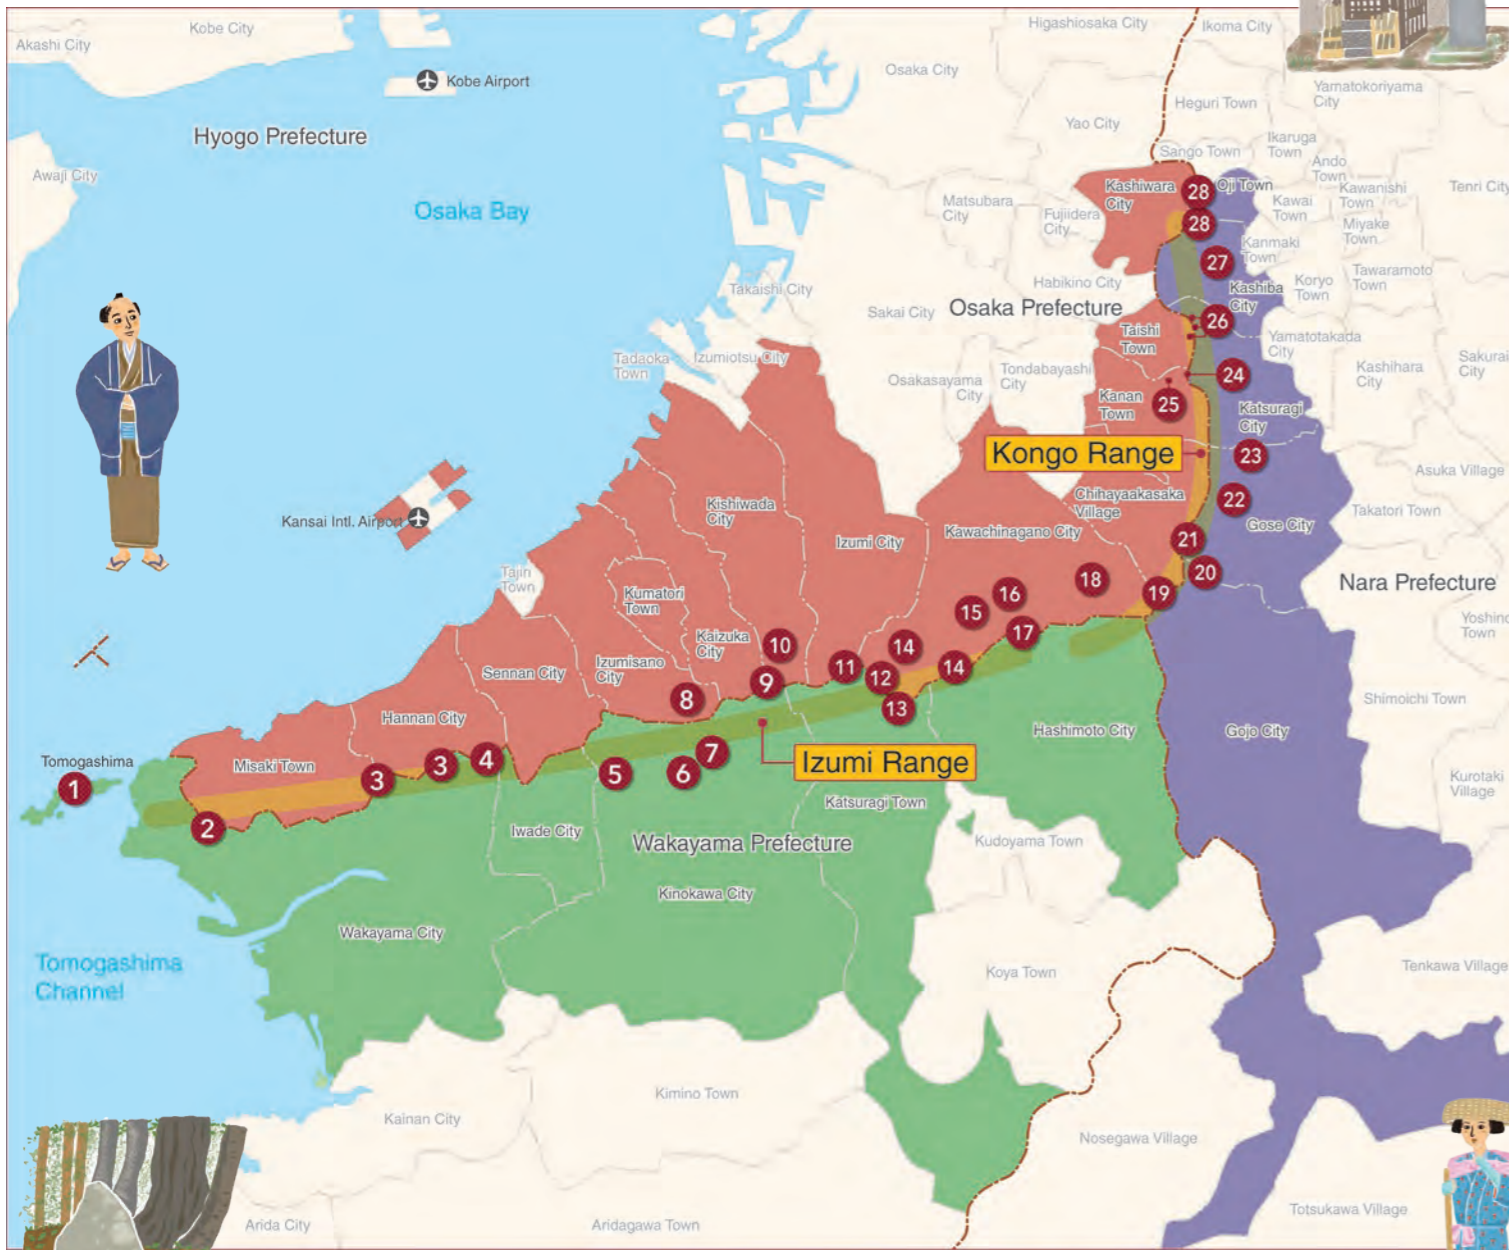 Kobe City
Akashi City
Higashiosaka City
Ikoma City
Osaka City
Kobe Airport
Yamatokoriyama
City
Heguri Town
Yao City
Hyogo Prefecture
Ikaruga
Town
Sango Town
Ando
Town
Awaji City
Kashiwara
City
28
Oji Town
Kawanishi
Town
Tenri City
Matsubara
City
Kawai
Town
Osaka Bay
Fujiidera
City
28
Miyake
Town
Kanmaki
Town
27
Tawaramoto
Town
Habikino City
Koryo
Town
Takaishi City
Kashiba
City
Osaka Prefecture
Sakai City
26
Taishi
Town
Yamatotakada
City
Tadaoka
Town
Izumiotsu City
Tondabayashi
City
Kashihara
City
Sakurai
City
24
Osakasayama
City
Kanan
Town
25
Katsuragi
City
Kongo Range
23
Asuka Village
Kishiwada
City
Chihayaakasaka
Village
22
Takatori Town
Kansai Intl. Airport
Gose City
Izumi City
Kawachinagano City
21
Tajiri
Town
20
Nara Prefecture
18
19
Kumatori
Town
16
15
Yoshino
Town
Kaizuka
City
10
14
17
Izumisano
City
11
14
Sennan City
12
9
8
13
Shimoichi Town
Hannan City
Hashimoto City
Gojo City
7
4
3
Izumi Range
Tomogashima
Misaki Town
5
6
3
1
Kurotaki
Village
Katsuragi Town
2
Iwade City
Wakayama Prefecture
Kudoyama Town
Kinokawa City
Wakayama City
Tomogashima
Channel
Koya Town
Tenkawa Village
Kimino Town
Kainan City
Nosegawa Village
Totsukawa Village
Arida City
Aridagawa Town